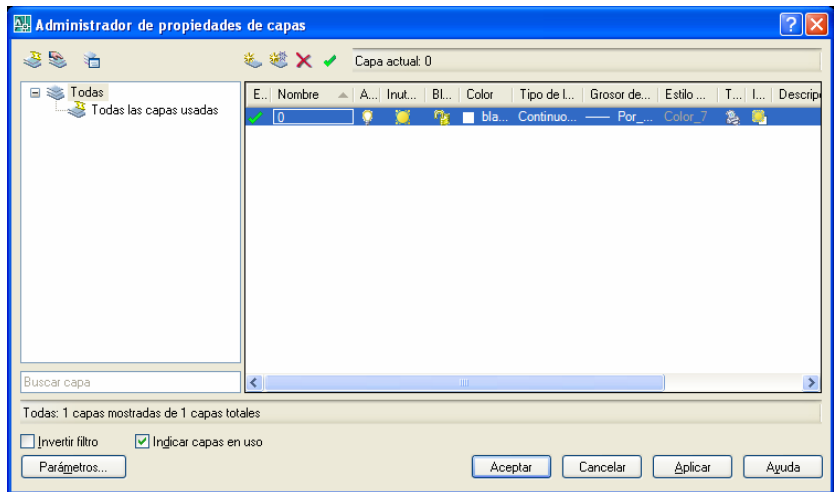 Administrador de propiedades de capas
Capa actual: 0
Todas
Todas las capas usadas
E... Nombre A... Inut... Bl... Color Tipo de l... Grosor de... Estilo ... T... I... Descrip
0 bla... Continuo... Por_... Color_7
Buscar capa
Todas: 1 capas mostradas de 1 capas totales
Invertir filtro Indicar capas en uso
Parámetros... Aceptar Cancelar Aplicar Ayuda